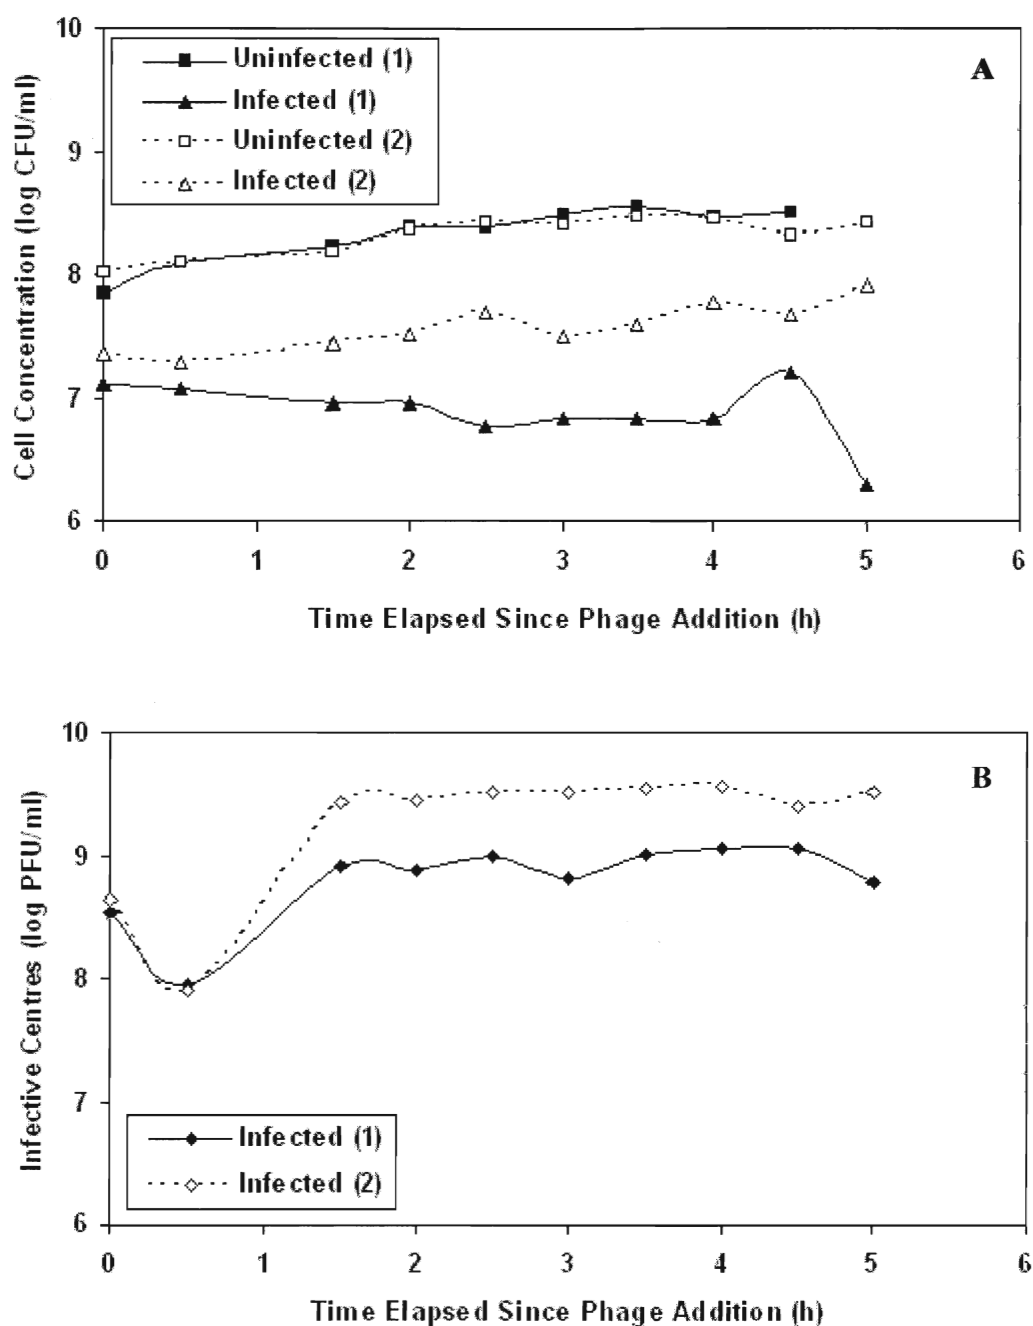 10
9
8
7
6
Cell Concentration (log CFU/ml)
Uninfected (1)
Infected (1)
Uninfected (2)
Infected (2)
A
0 1 2 3 4 5 6
Time Elapsed Since Phage Addition (h)
10
9
8
7
6
Infective Centres (log PFU/ml)
B
Infected (1)
Infected (2)
0 1 2 3 4 5 6
Time Elapsed Since Phage Addition (h)